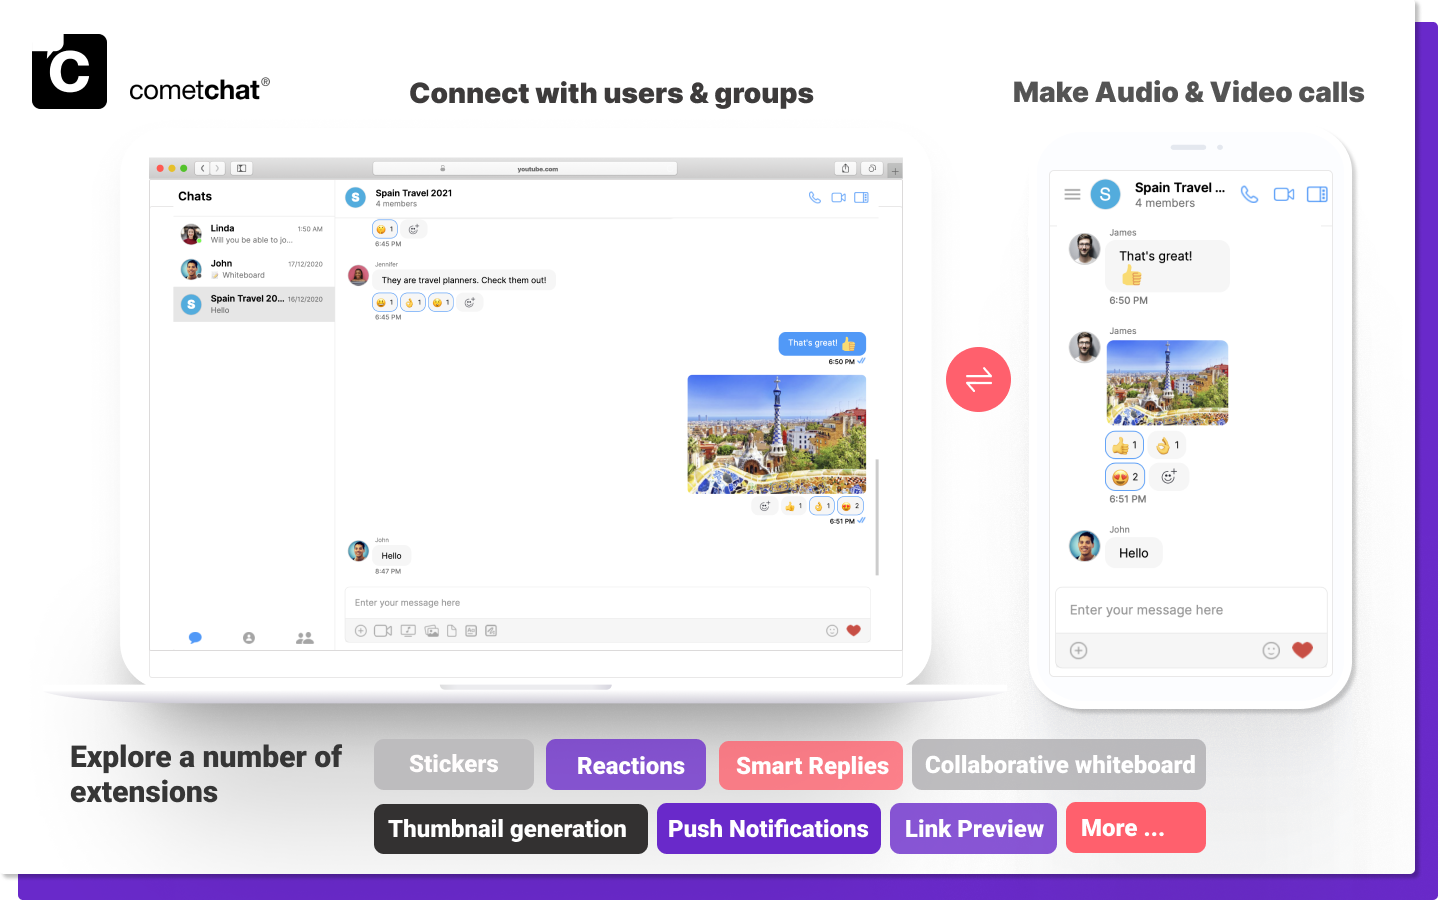 C
cometchat®
Connect with users & groups
Make Audio & Video calls
youtube.com
Chats
Linda
1:50 AM
Will you be able to jo...
John
17/12/2020
Whiteboard
S
Spain Travel 20...
16/12/2020
Hello
S
Spain Travel 2021
4 members
1
6:45 PM
Jennifer
They are travel planners. Check them out!
1 1 1
6:45 PM
That's great!
6:50 PM
1 1 2
6:51 PM
John
Hello
8:47 PM
Enter your message here
S
Spain Travel ...
4 members
James
That's great!
6:50 PM
James
1 1
2
6:51 PM
John
Hello
Enter your message here
Explore a number of
extensions
Stickers
Reactions
Smart Replies
Collaborative whiteboard
Thumbnail generation
Push Notifications
Link Preview
More ...